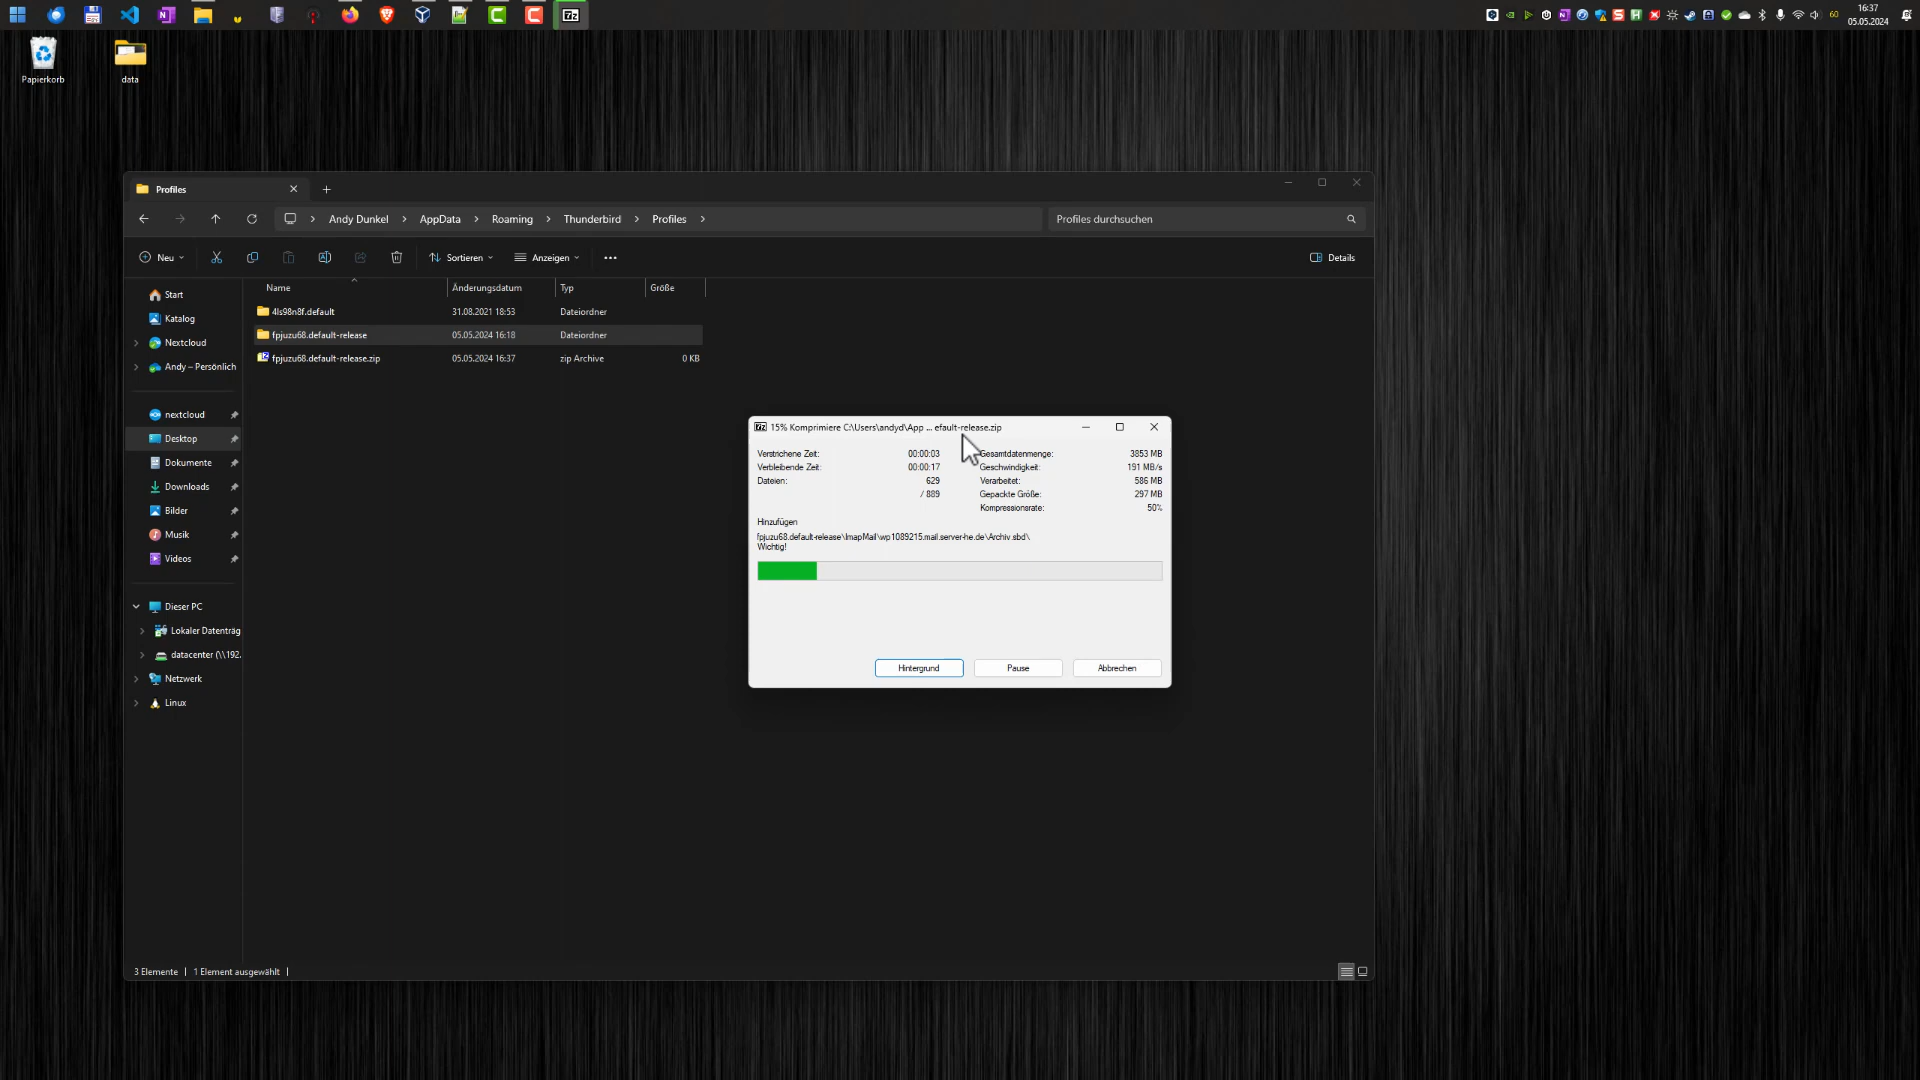 16:37
60
05.05.2024
Papierkorb
data
Profiles
Andy Dunkel
AppData
Roaming
Thunderbird
Profiles
Profiles durchsuchen
Neu
Sortieren
Anzeigen
Details
Name
Änderungsdatum
Typ
Größe
4ls98n8f.default
31.08.2021 18:53
Dateiordner
fpjuzu68.default-release
05.05.2024 16:18
Dateiordner
fpjuzu68.default-release.zip
05.05.2024 16:37
zip Archive
0 KB
Start
Katalog
Nextcloud
Andy – Persönlich
nextcloud
Desktop
Dokumente
Downloads
Bilder
Musik
Videos
Dieser PC
Lokaler Datenträg
datacenter (\\192.
Netzwerk
Linux
7z 15% Komprimiere C:\Users\andyd\App ... efault-release.zip
Verstrichene Zeit: 00:00:03
Verbleibende Zeit: 00:00:17
Dateien: 629
/ 889
Gesamtdatenmenge: 3853 MB
Geschwindigkeit: 191 MB/s
Verarbeitet: 586 MB
Gepackte Größe: 297 MB
Kompressionsrate: 50%
Hinzufügen
fpjuzu68.default-release\ImapMail\wp1089215.mail.server-he.de\Archiv.sbd\
Wichtig!
Hintergrund
Pause
Abbrechen
3 Elemente
1 Element ausgewählt